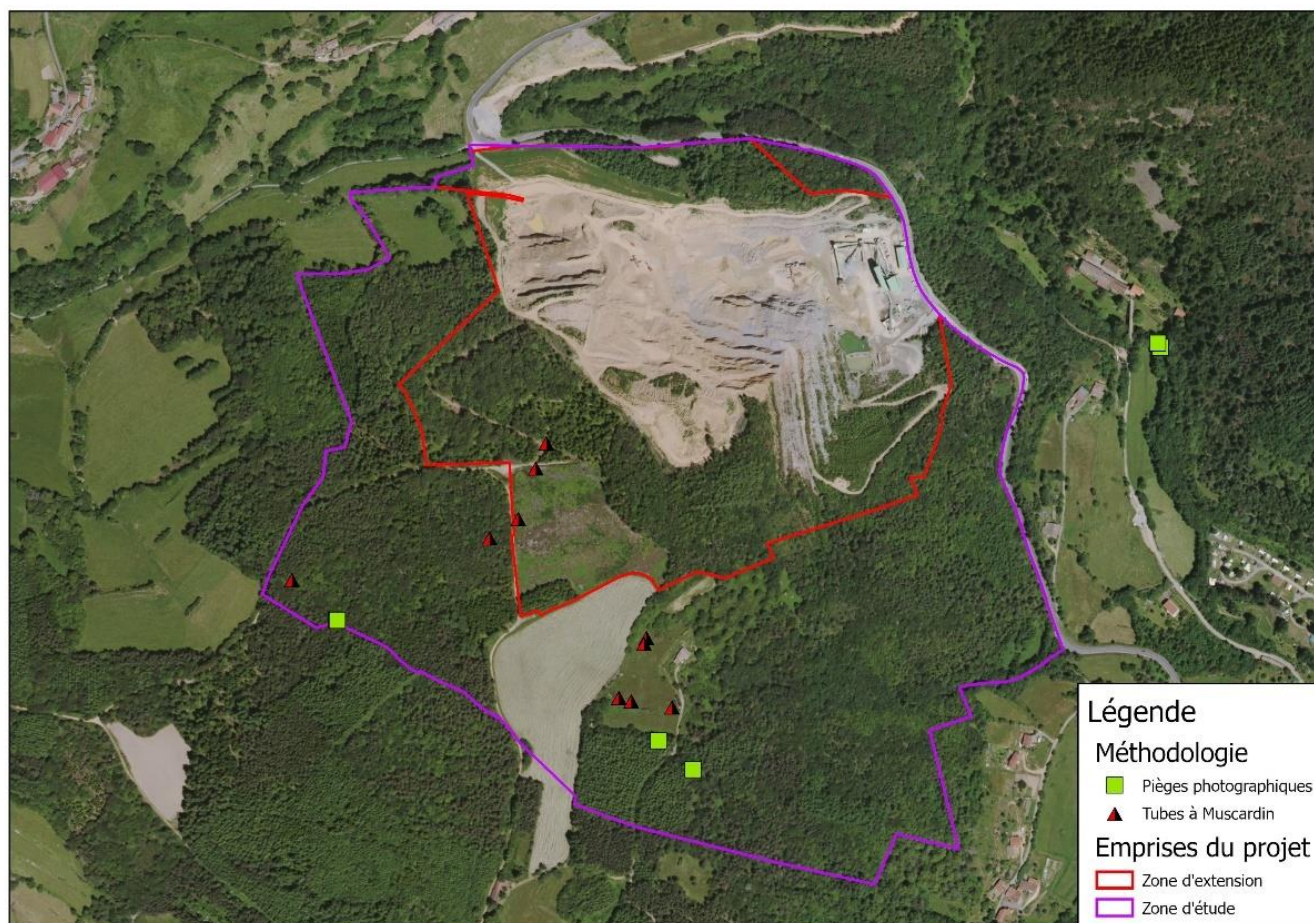 Légende
Méthodologie
Pièges photographiques
Tubes à Muscardin
Emprises du projet
Zone d'extension
Zone d'étude